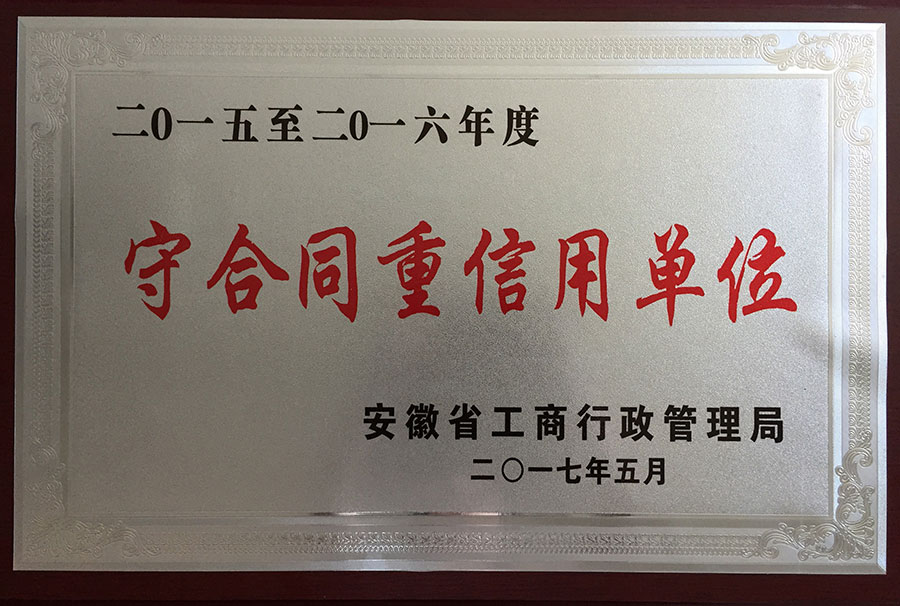 二0一五至二0一六年度
守合同重信用单位
安徽省工商行政管理局
二〇一七年五月